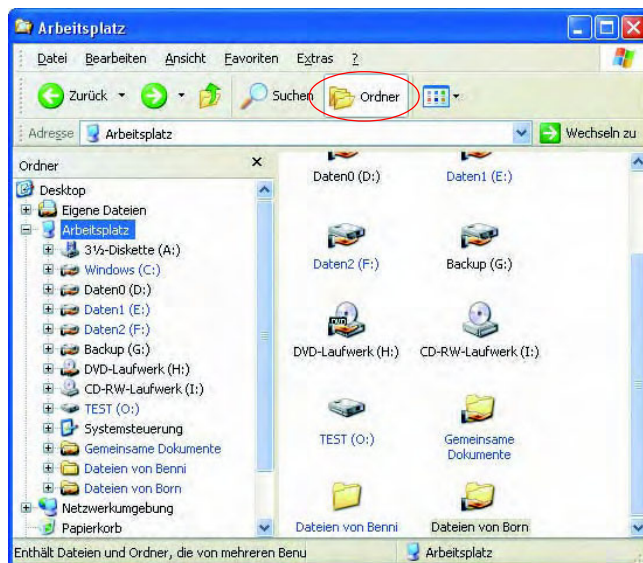 Arbeitsplatz
Datei Bearbeiten Ansicht Favoriten Extras ?
Zurück Suchen Ordner
Adresse Arbeitsplatz Wechseln zu
Ordner
Desktop
Eigene Dateien
Arbeitsplatz
3½-Diskette (A:)
Windows (C:)
Daten0 (D:)
Daten1 (E:)
Daten2 (F:)
Backup (G:)
DVD-Laufwerk (H:)
CD-RW-Laufwerk (I:)
TEST (O:)
Systemsteuerung
Gemeinsame Dokumente
Dateien von Benni
Dateien von Born
Netzwerkumgebung
Papierkorb
Daten0 (D:) Daten1 (E:)
Daten2 (F:) Backup (G:)
DVD-Laufwerk (H:) CD-RW-Laufwerk (I:)
TEST (O:) Gemeinsame
Dokumente
Dateien von Benni Dateien von Born
Enthält Dateien und Ordner, die von mehreren Benu Arbeitsplatz